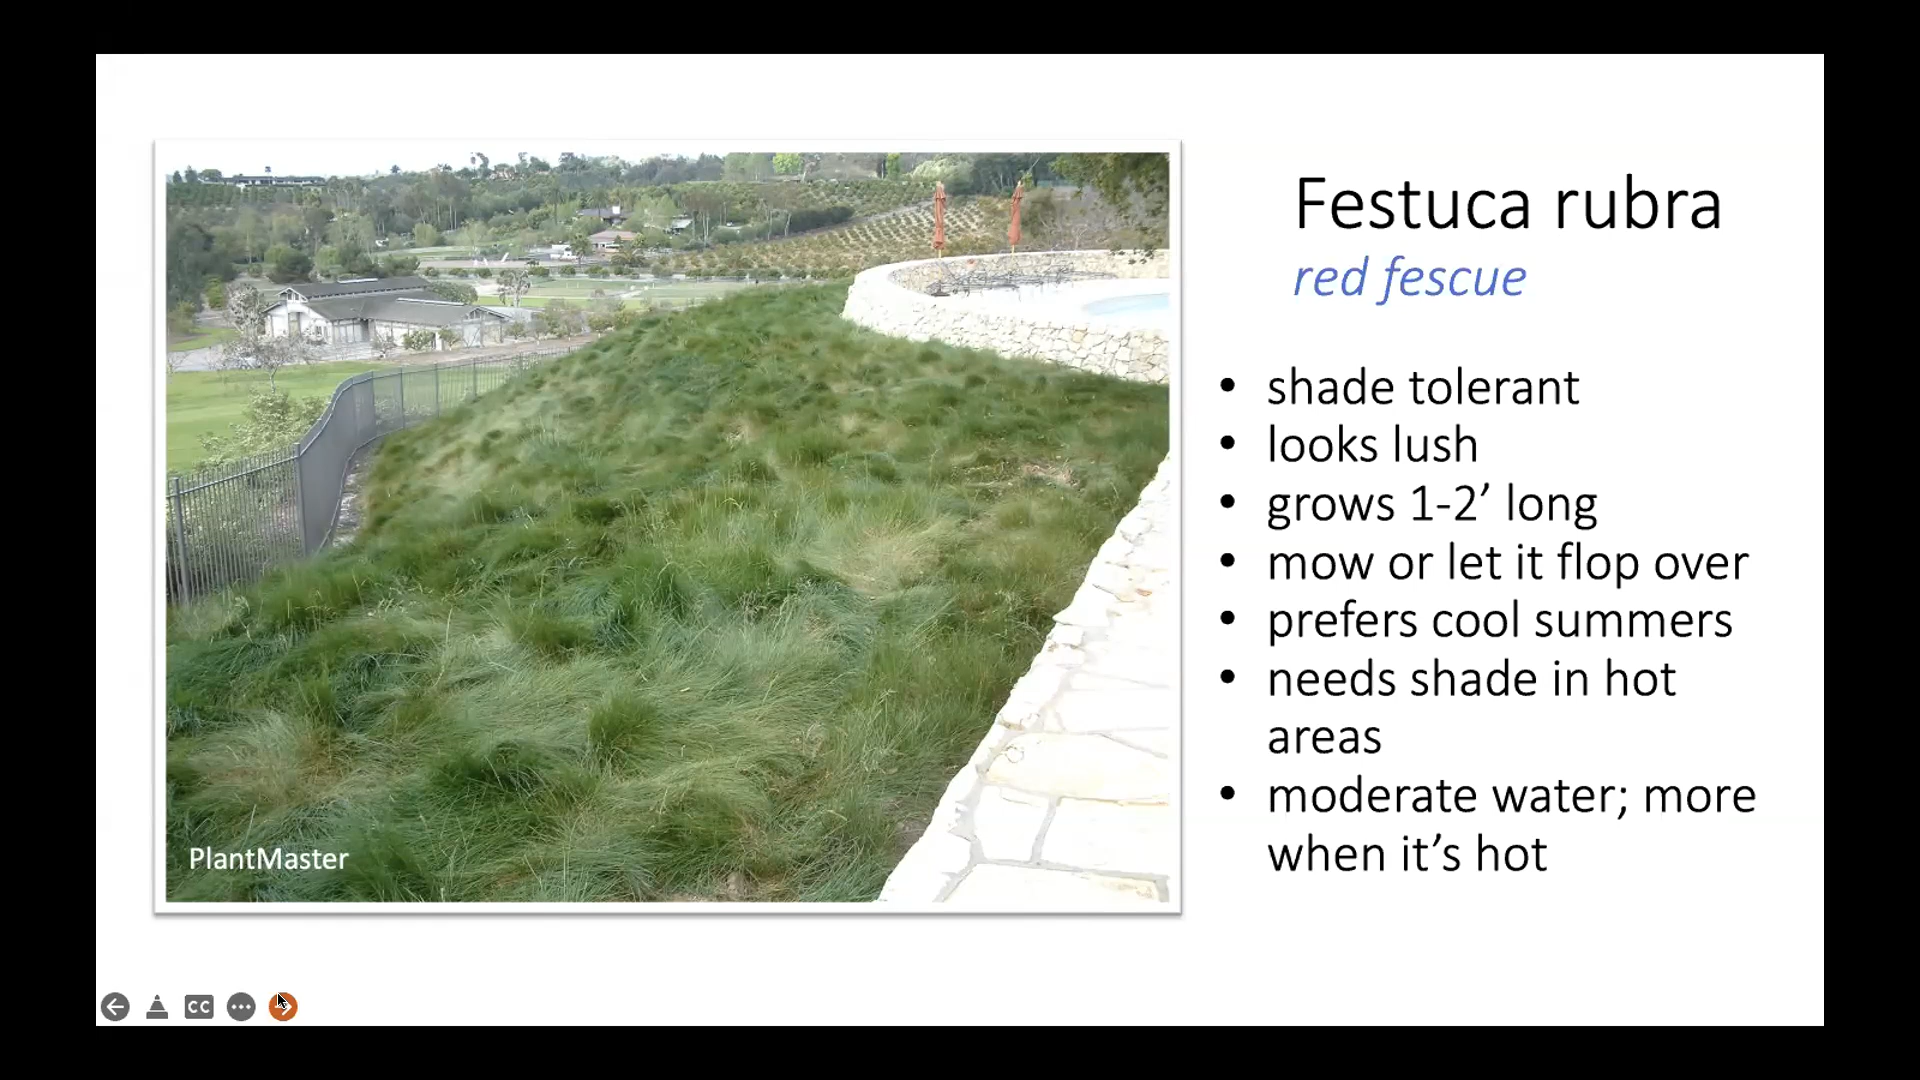 Festuca rubra
red fescue
• shade tolerant
• looks lush
• grows 1-2’ long
• mow or let it flop over
• prefers cool summers
• needs shade in hot
areas
• moderate water; more
when it’s hot
PlantMaster
CC